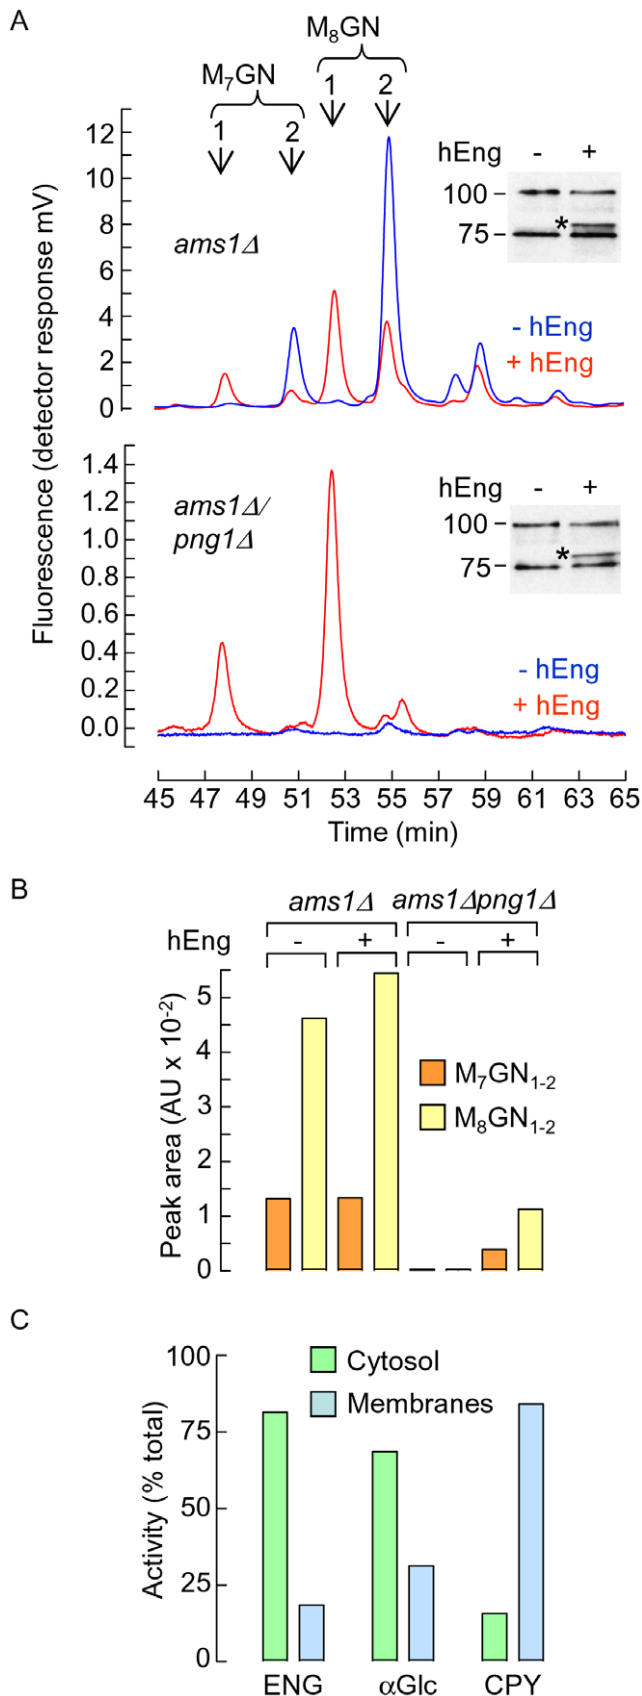 A
M₈GN
M₇GN
1 2
1 2
12
10
8
6
4
2
0
ams1Δ
hEng - +
100
* 75
- hEng
+ hEng
Fluorescence (detector response mV)
1.4
1.2
1.0
0.8
0.6
0.4
0.2
0.0
ams1Δ/
png1Δ
hEng - +
100
* 75
- hEng
+ hEng
45 47 49 51 53 55 57 59 61 63 65
Time (min)
B
ams1Δ ams1Δpng1Δ
hEng - + - +
Peak area (AU x 10⁻²)
5
4
3
2
1
0
M₇GN₁₋₂
M₈GN₁₋₂
C
Activity (% total)
100
75
50
25
0
Cytosol
Membranes
ENG αGlc CPY